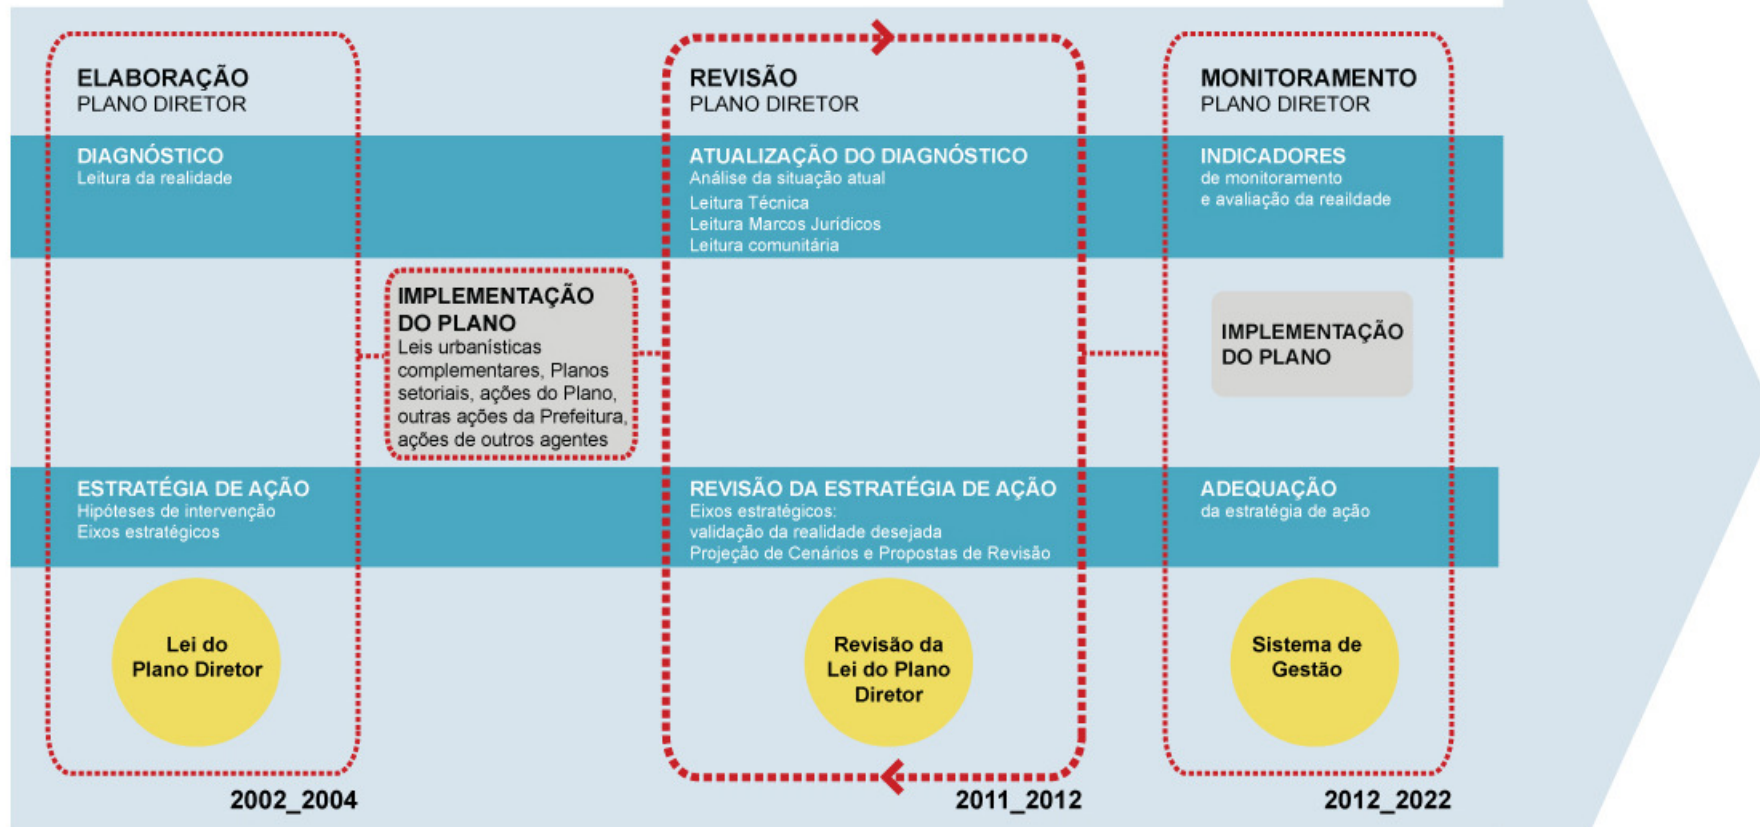 ELABORAÇÃO
PLANO DIRETOR
DIAGNÓSTICO
Leitura da realidade
ESTRATÉGIA DE AÇÃO
Hipóteses de intervenção
Eixos estratégicos
Lei do
Plano Diretor
2002_2004
IMPLEMENTAÇÃO
DO PLANO
Leis urbanísticas
complementares, Planos
setoriais, ações do Plano,
outras ações da Prefeitura,
ações de outros agentes
REVISÃO
PLANO DIRETOR
ATUALIZAÇÃO DO DIAGNÓSTICO
Análise da situação atual
Leitura Técnica
Leitura Marcos Jurídicos
Leitura comunitária
REVISÃO DA ESTRATÉGIA DE AÇÃO
Eixos estratégicos:
validação da realidade desejada
Projeção de Cenários e Propostas de Revisão
Revisão da
Lei do Plano
Diretor
2011_2012
MONITORAMENTO
PLANO DIRETOR
INDICADORES
de monitoramento
e avaliação da reaildade
IMPLEMENTAÇÃO
DO PLANO
ADEQUAÇÃO
da estratégia de ação
Sistema de
Gestão
2012_2022